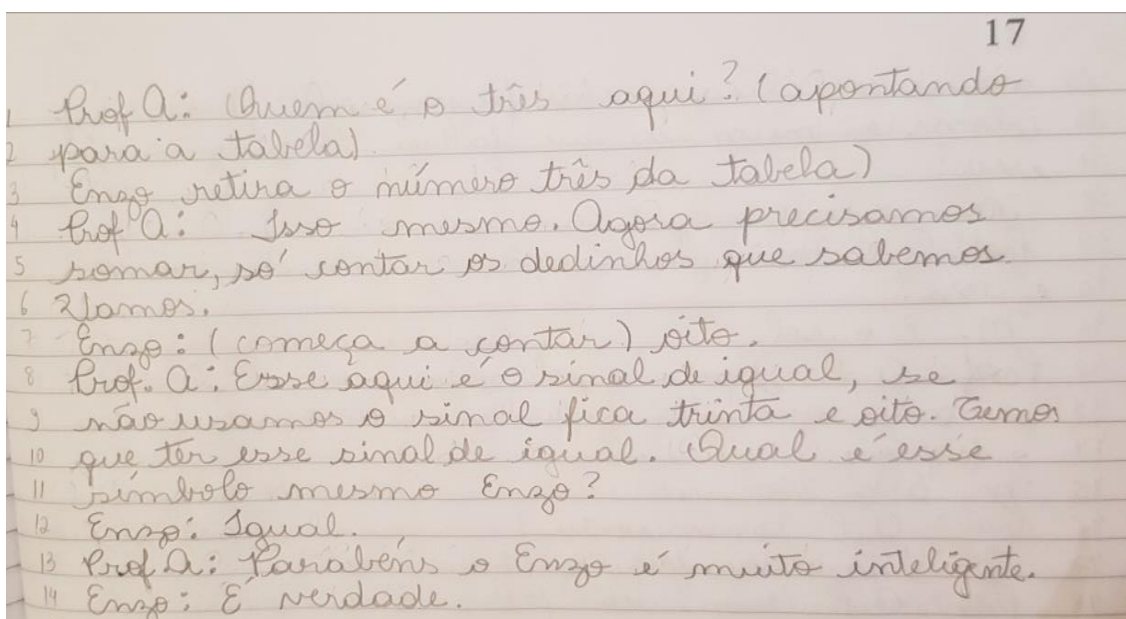 17
1 Prof A: Quem é o três aqui? (apontando
2 para a tabela)
3 Enzo retira o número três da tabela)
4 Prof A: Isso mesmo. Agora precisamos
5 somar, só contar os dedinhos que sabemos.
6 Vamos.
7 Enzo: (começa a contar) oito.
8 Prof. A: Esse aqui é o sinal de igual, se
9 não usamos o sinal fica trinta e oito. Temos
10 que ter esse sinal de igual. Qual é esse
11 símbolo mesmo Enzo?
12 Enzo: Igual.
13 Prof A: Parabéns o Enzo é muito inteligente.
14 Enzo: É verdade.